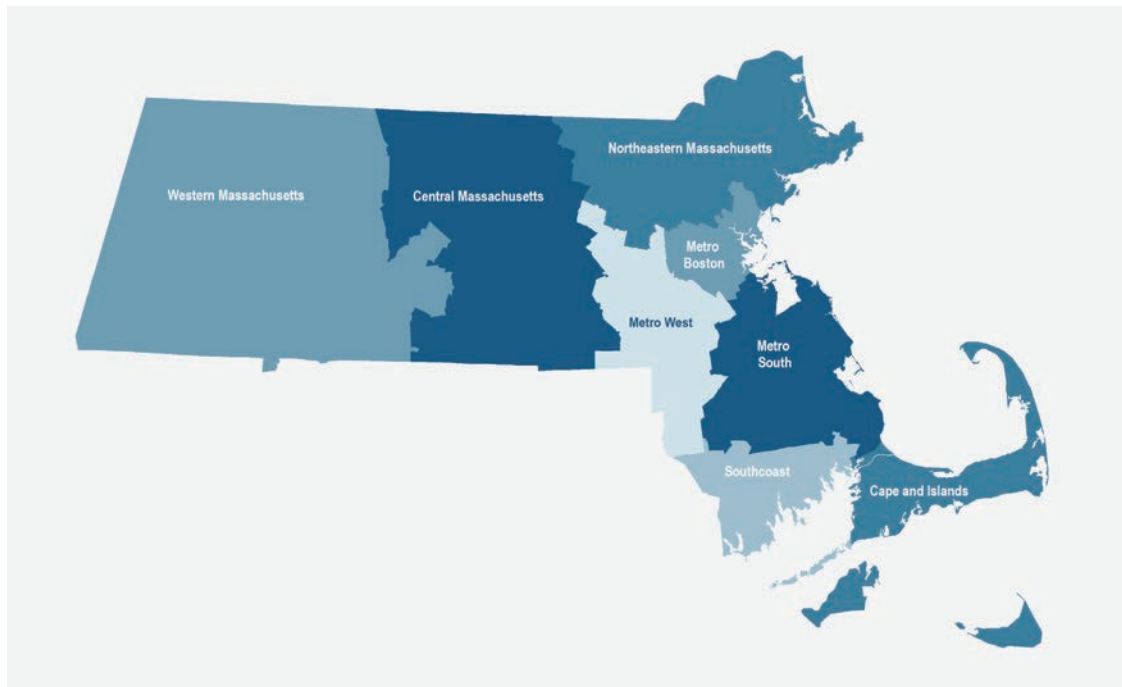 Northeastern Massachusetts
Western Massachusetts
Central Massachusetts
Metro
Boston
Metro West
Metro
South
Southcoast
Cape and Islands